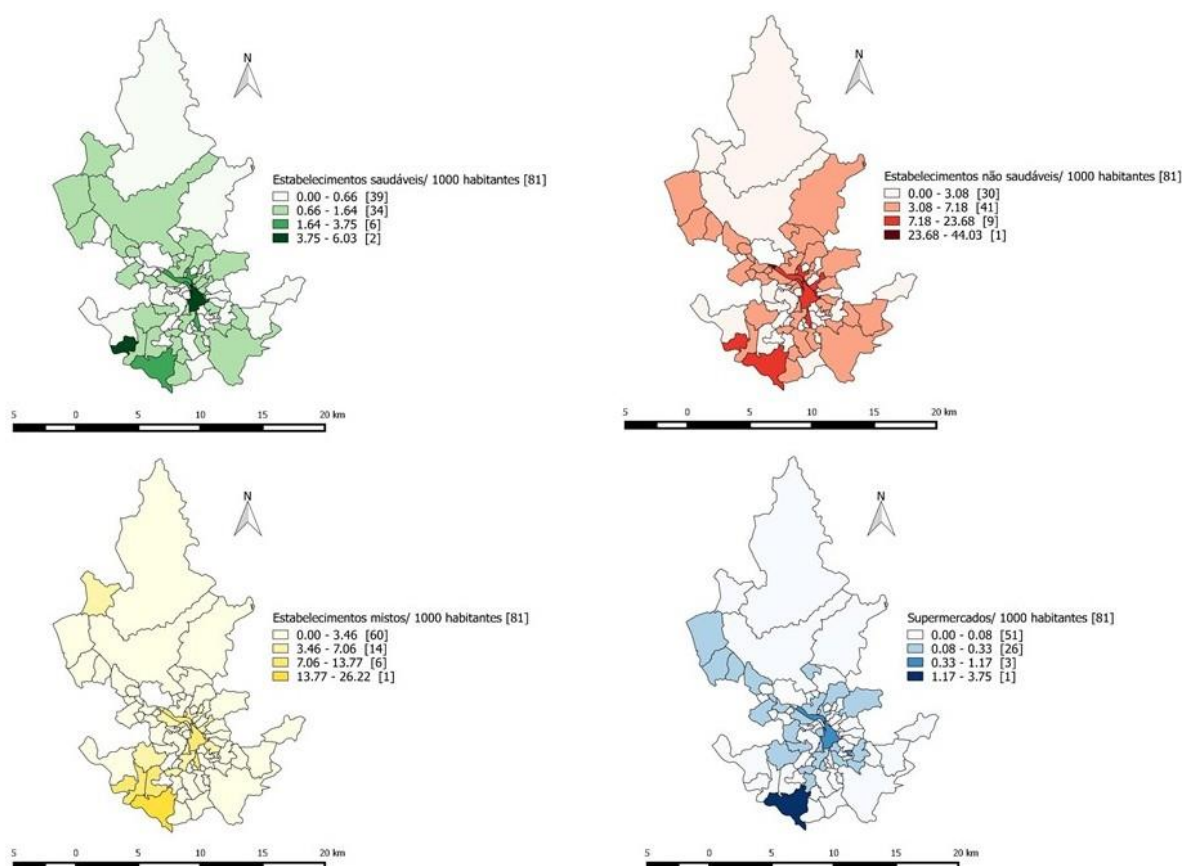 N
Estabelecimentos saudáveis/ 1000 habitantes [81]
0.00 - 0.66 [39]
0.66 - 1.64 [34]
1.64 - 3.75 [6]
3.75 - 6.03 [2]
5 0 5 10 15 20 km
N
Estabelecimentos não saudáveis/ 1000 habitantes [81]
0.00 - 3.08 [30]
3.08 - 7.18 [41]
7.18 - 23.68 [9]
23.68 - 44.03 [1]
5 0 5 10 15 20 km
N
Estabelecimentos mistos/ 1000 habitantes [81]
0.00 - 3.46 [60]
3.46 - 7.06 [14]
7.06 - 13.77 [6]
13.77 - 26.22 [1]
5 0 5 10 15 20 km
N
Supermercados/ 1000 habitantes [81]
0.00 - 0.08 [51]
0.08 - 0.33 [26]
0.33 - 1.17 [3]
1.17 - 3.75 [1]
5 0 5 10 15 20 km